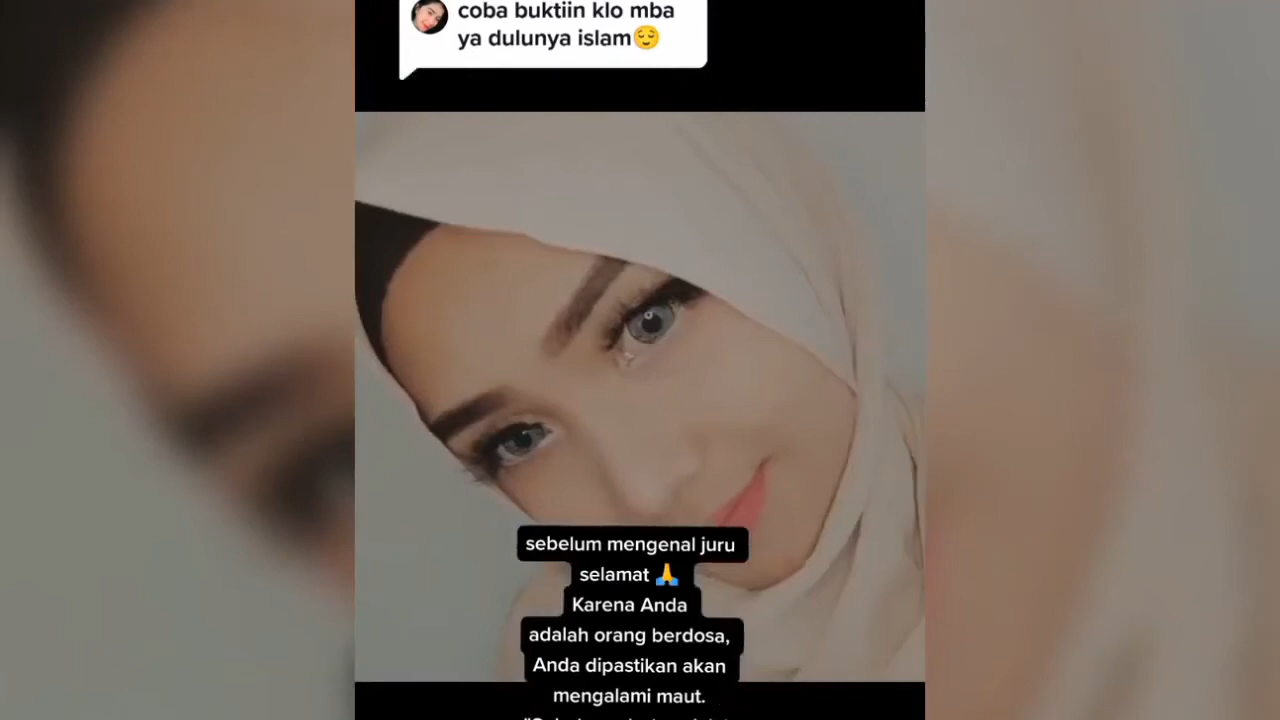 coba buktiin klo mba
ya dulunya islam😌
sebelum mengenal juru
selamat 🙏
Karena Anda
adalah orang berdosa,
Anda dipastikan akan
mengalami maut.